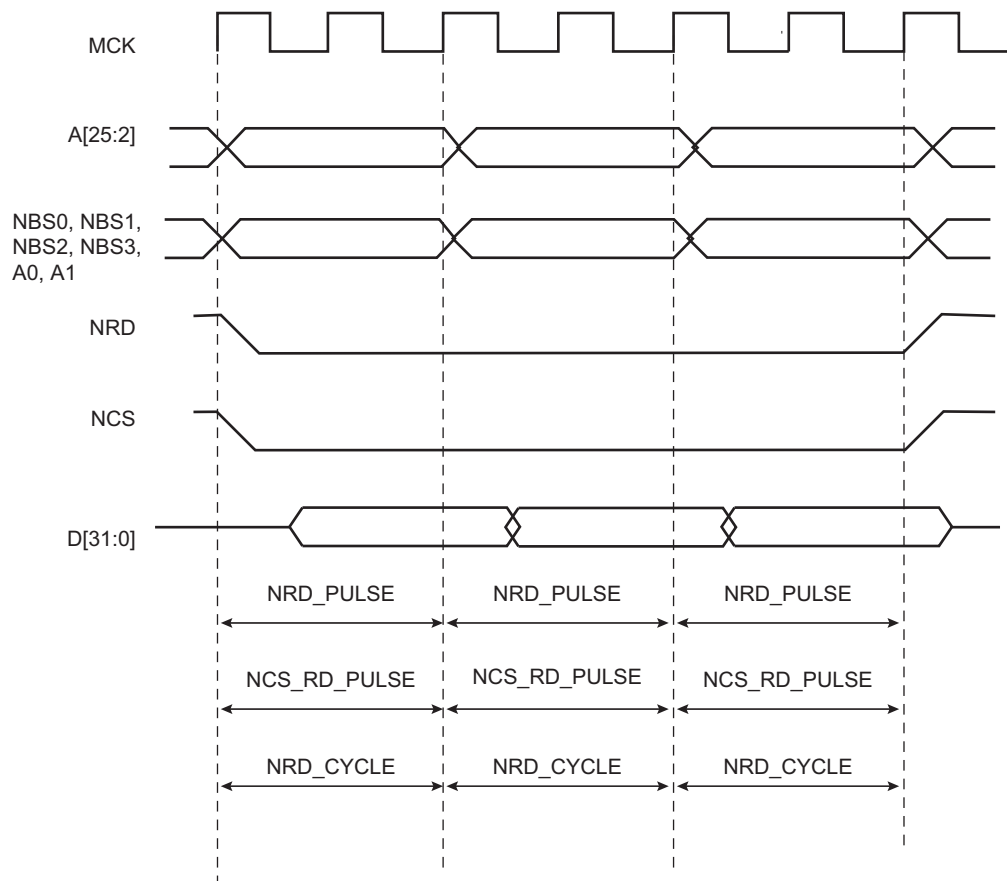 MCK
A[25:2]
NBS0, NBS1,
NBS2, NBS3,
A0, A1
NRD
NCS
D[31:0]
NRD_PULSE NRD_PULSE NRD_PULSE
NCS_RD_PULSE NCS_RD_PULSE NCS_RD_PULSE
NRD_CYCLE NRD_CYCLE NRD_CYCLE